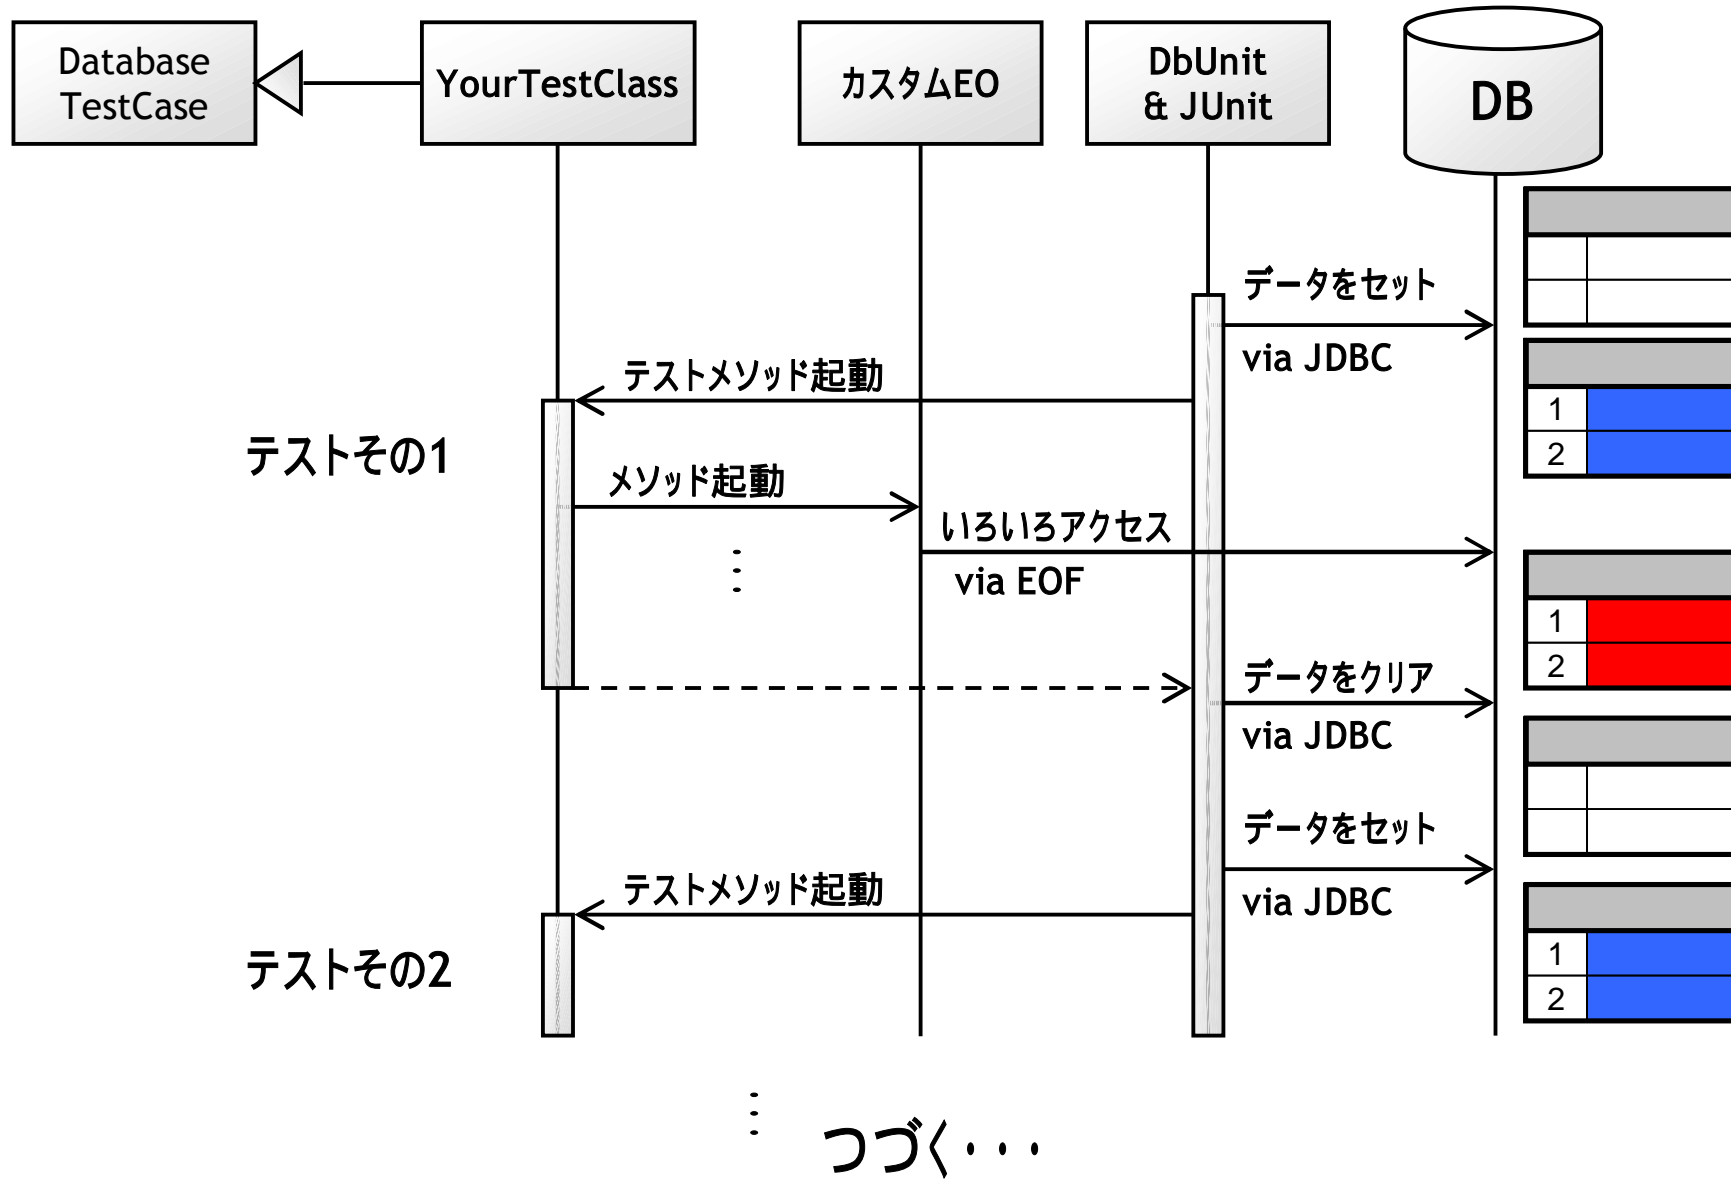 Database
TestCase
YourTestClass
カスタムEO
DbUnit
& JUnit
DB
データをセット
via JDBC
テストメソッド起動
1
2
テストその1
メソッド起動
⋮
いろいろアクセス
via EOF
1
2
データをクリア
via JDBC
データをセット
via JDBC
テストメソッド起動
1
2
テストその2
⋮
つづく・・・